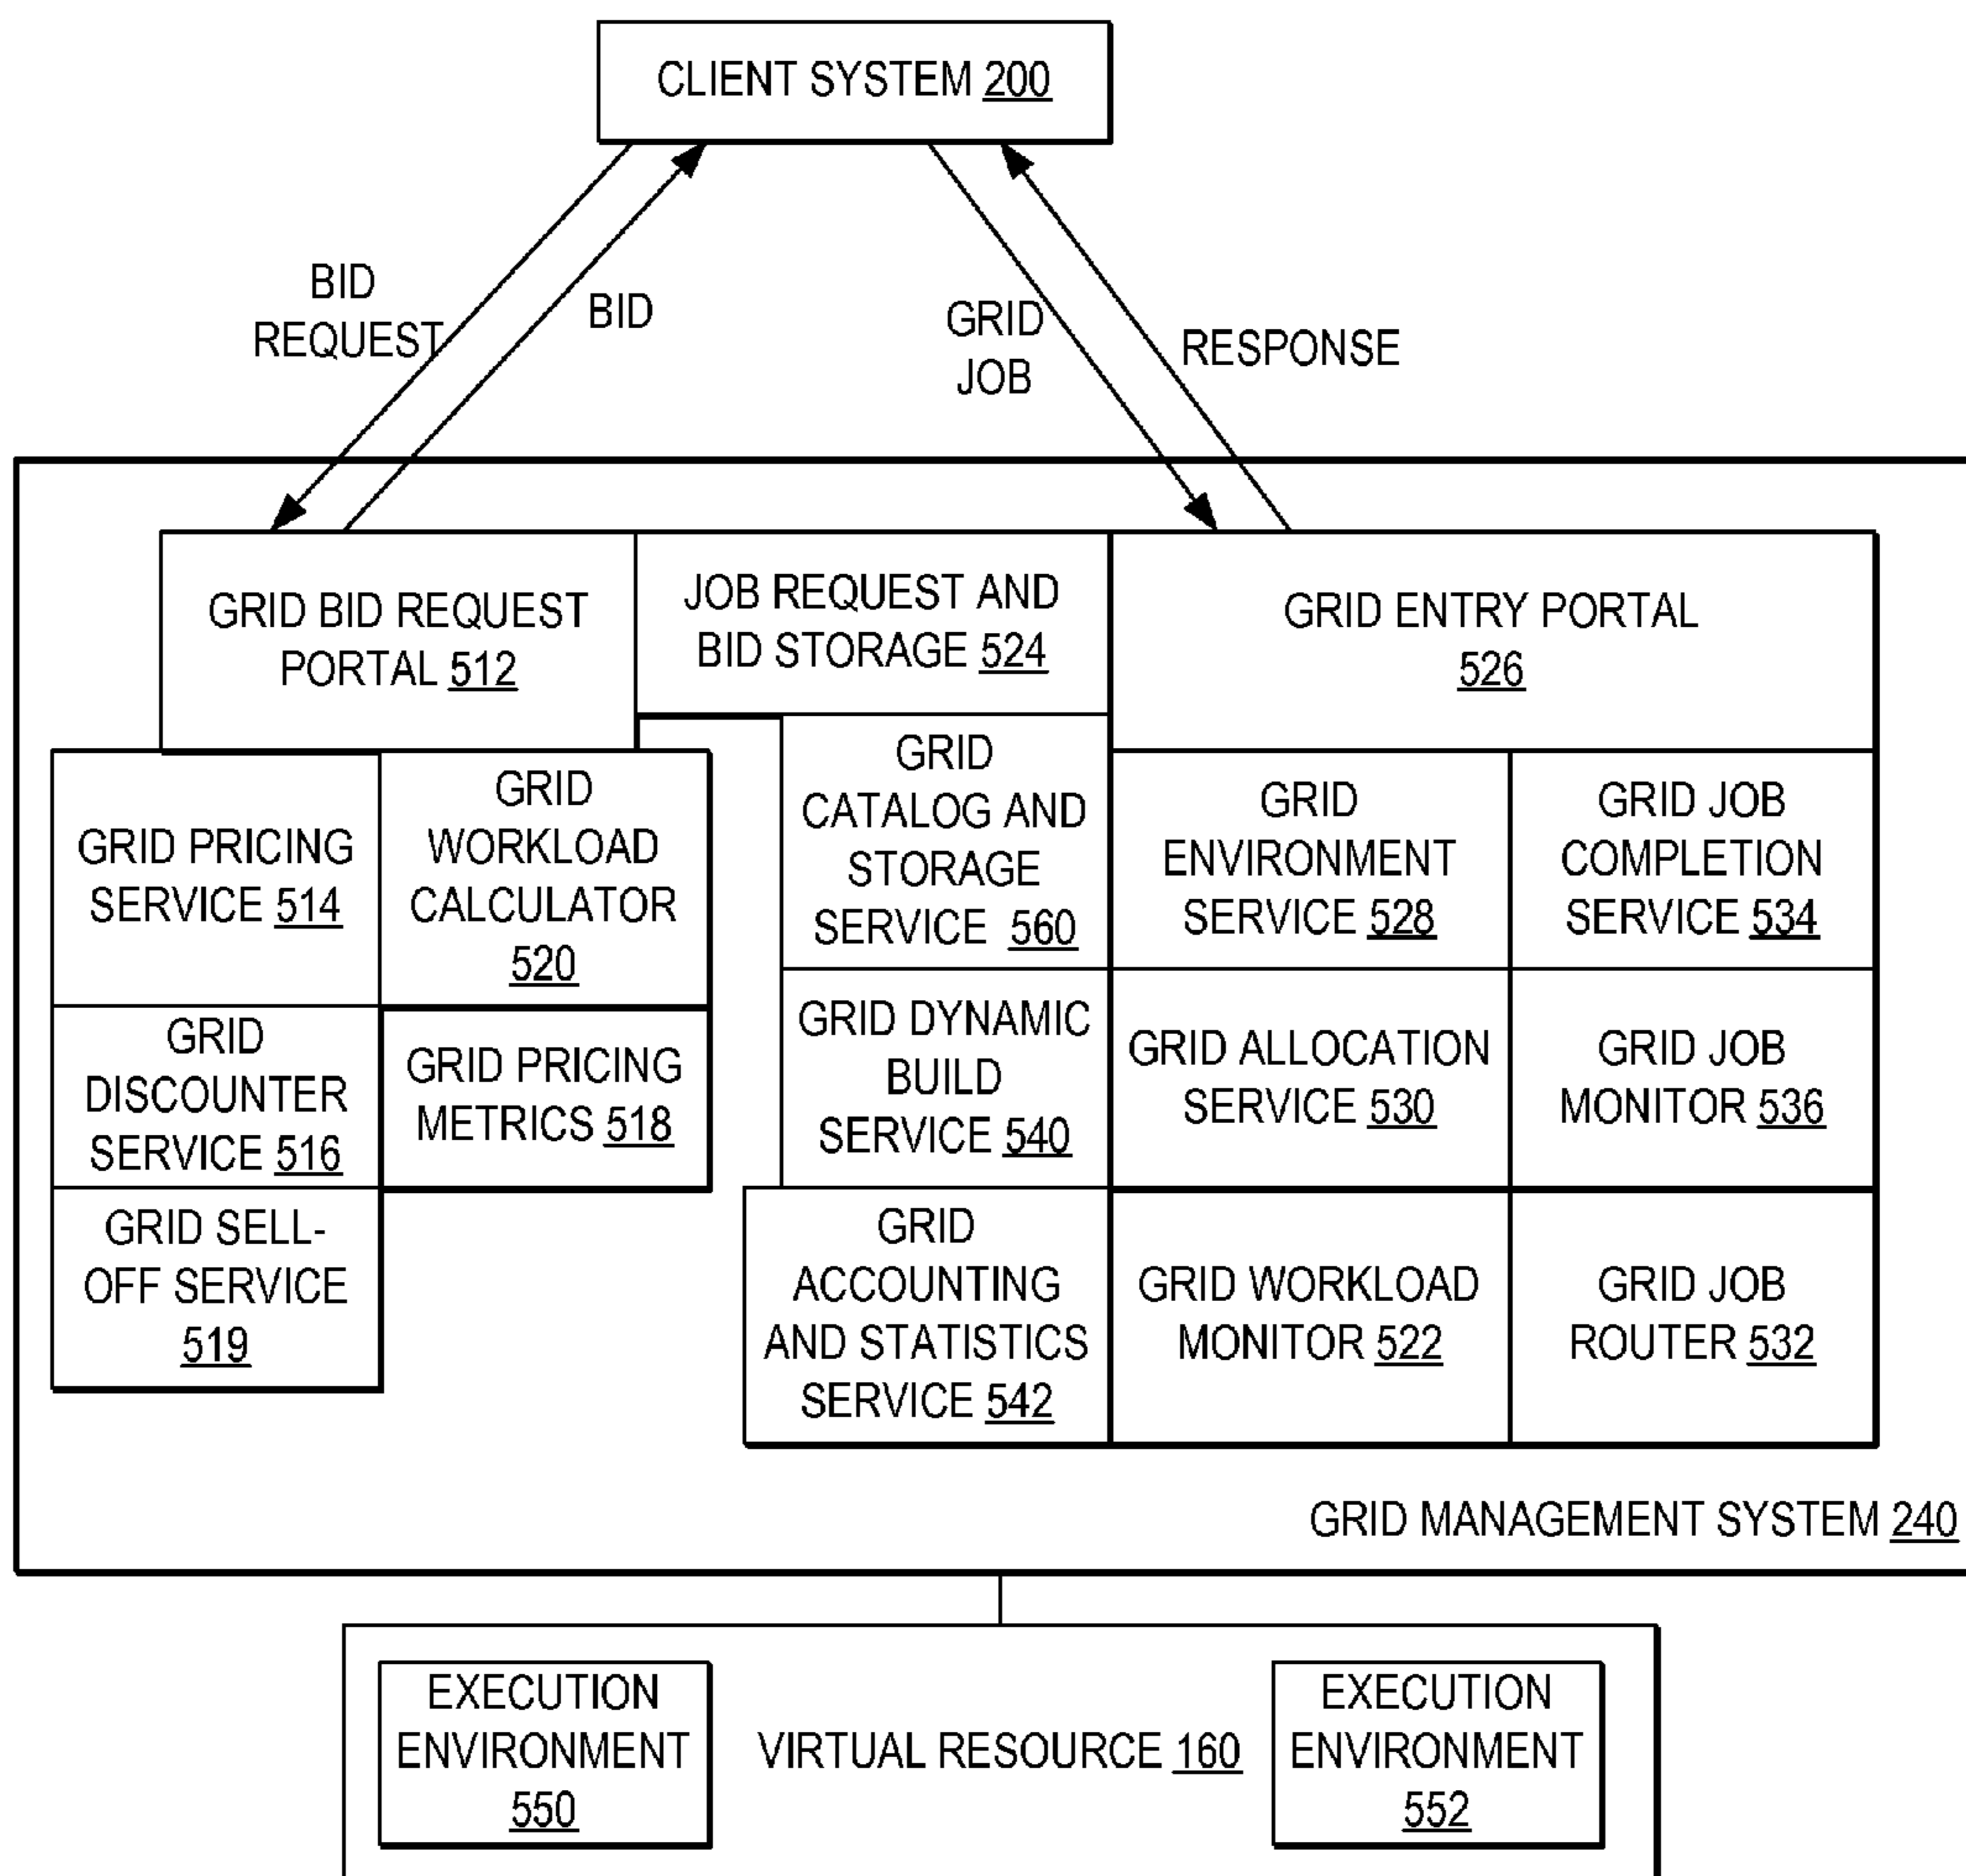 CLIENT SYSTEM 200
BID
REQUEST
BID
GRID
JOB
RESPONSE
GRID BID REQUEST
PORTAL 512
JOB REQUEST AND
BID STORAGE 524
GRID ENTRY PORTAL
526
GRID PRICING
SERVICE 514
GRID
WORKLOAD
CALCULATOR
520
GRID
CATALOG AND
STORAGE
SERVICE 560
GRID
ENVIRONMENT
SERVICE 528
GRID JOB
COMPLETION
SERVICE 534
GRID
DISCOUNTER
SERVICE 516
GRID PRICING
METRICS 518
GRID DYNAMIC
BUILD
SERVICE 540
GRID ALLOCATION
SERVICE 530
GRID JOB
MONITOR 536
GRID SELL-
OFF SERVICE
519
GRID
ACCOUNTING
AND STATISTICS
SERVICE 542
GRID WORKLOAD
MONITOR 522
GRID JOB
ROUTER 532
GRID MANAGEMENT SYSTEM 240
EXECUTION
ENVIRONMENT
550
VIRTUAL RESOURCE 160
EXECUTION
ENVIRONMENT
552